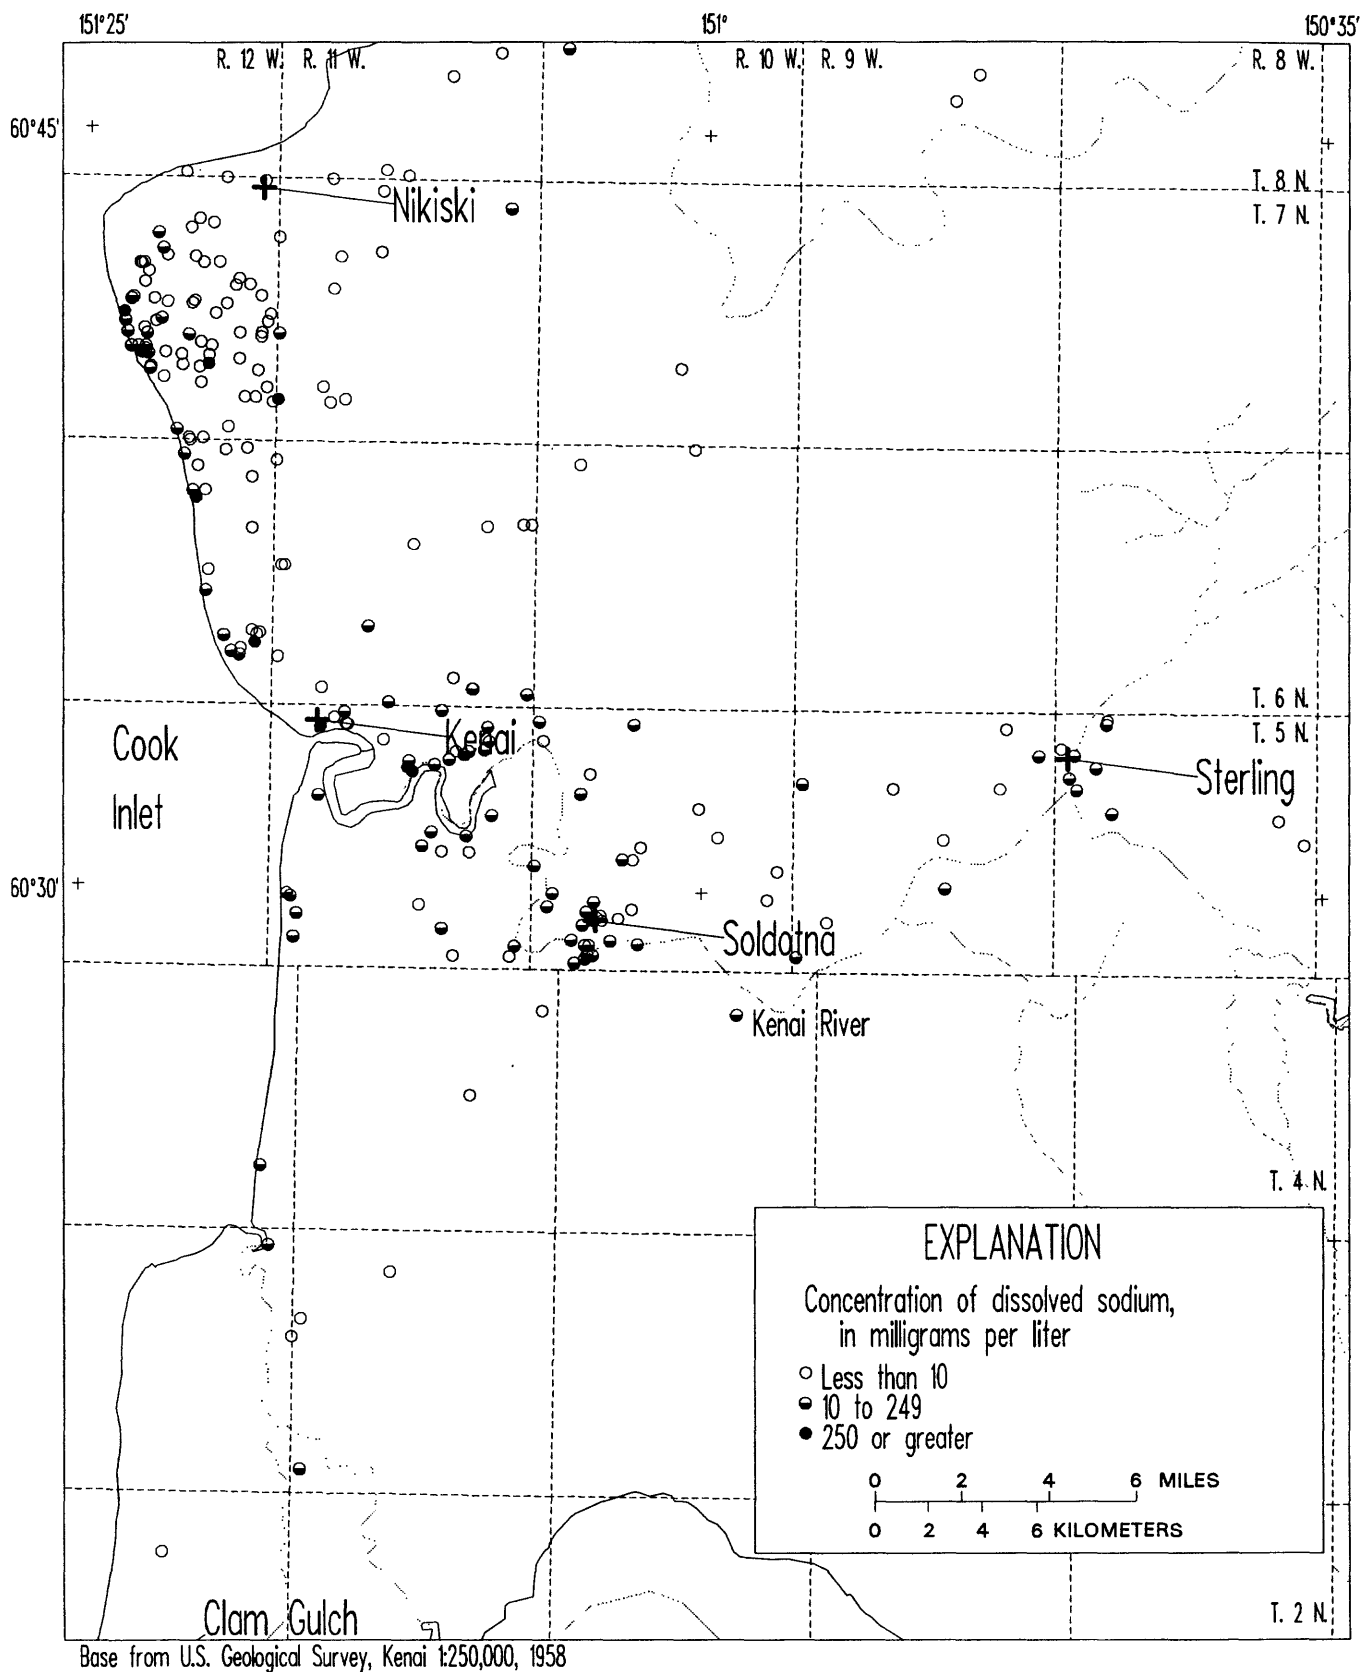 151°25'
151°
150°35'
R. 12 W.
R. 11 W.
R. 10 W.
R. 9 W.
R. 8 W.
60°45'
T. 8 N.
Nikiski
T. 7 N.
T. 6 N.
Cook
Inlet
Kenai
T. 5 N.
Sterling
60°30'
Soldotna
Kenai River
T. 4 N.
EXPLANATION
Concentration of dissolved sodium,
in milligrams per liter
Less than 10
10 to 249
250 or greater
0 2 4 6 MILES
0 2 4 6 KILOMETERS
Clam Gulch
T. 2 N.
Base from U.S. Geological Survey, Kenai 1:250,000, 1958